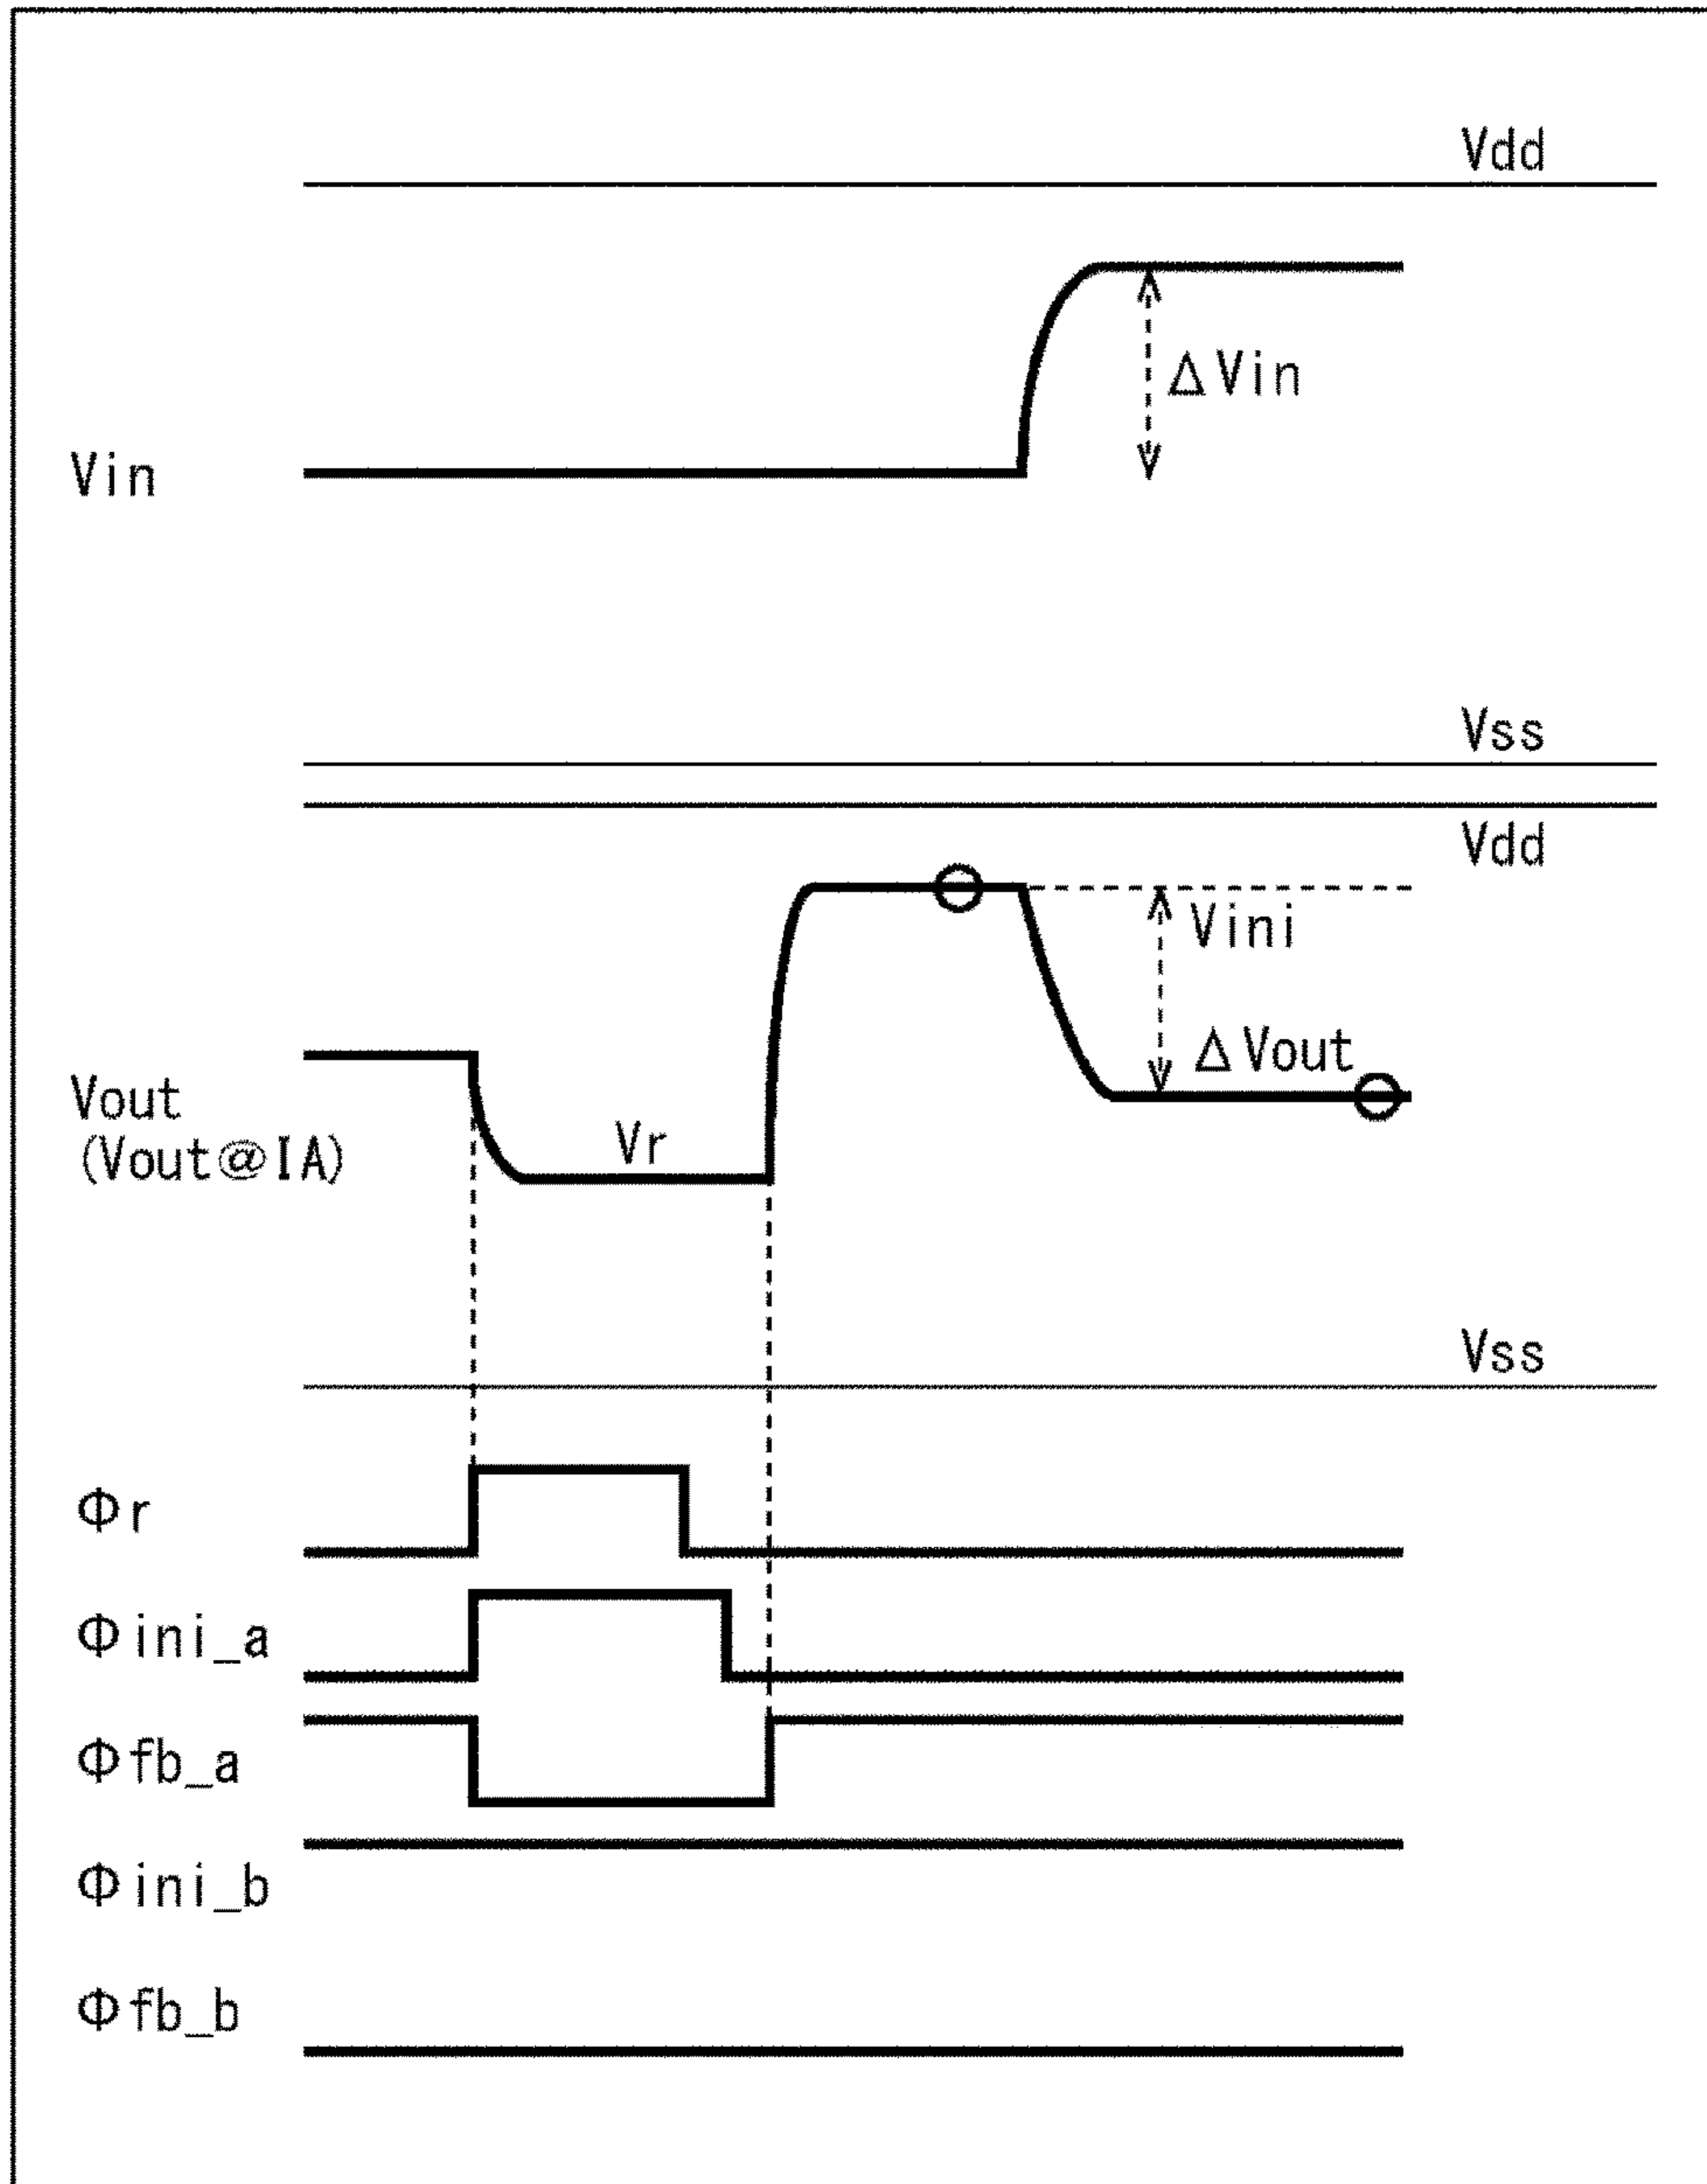 Vdd
ΔVin
Vin
Vss
Vdd
Vini
ΔVout
Vout
(Vout@IA)
Vr
Vss
Φr
Φini_a
Φfb_a
Φini_b
Φfb_b